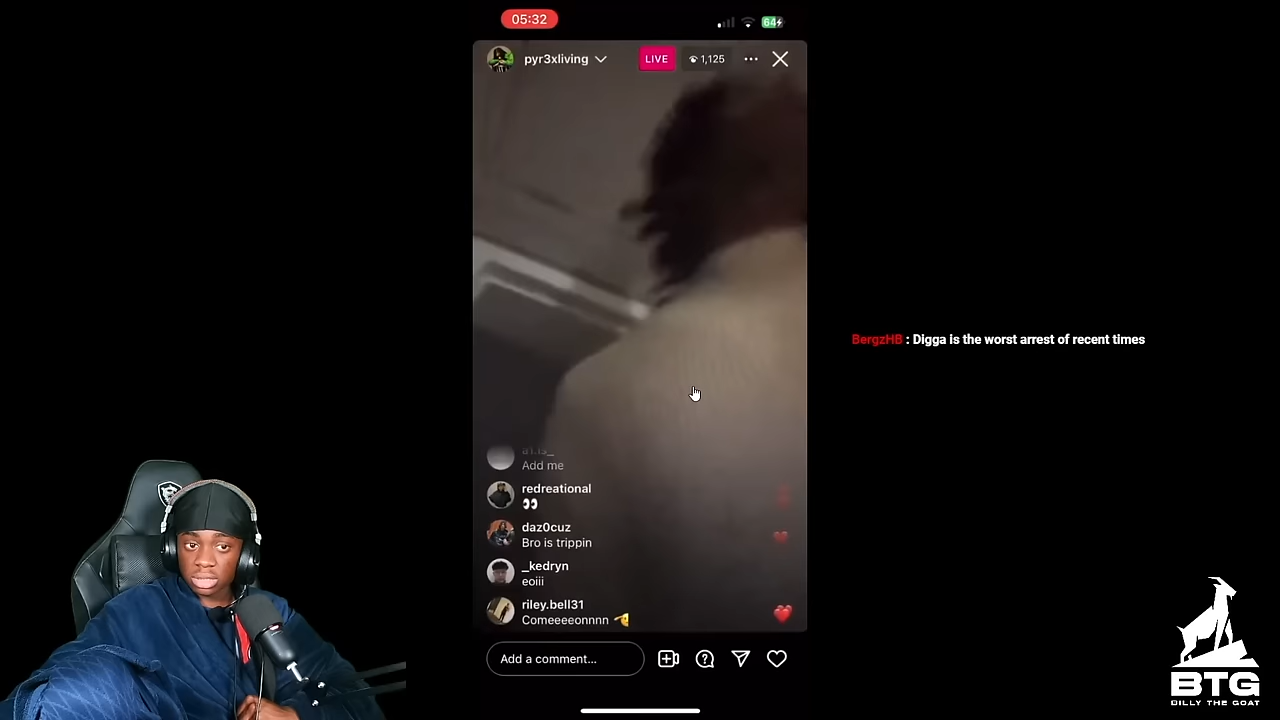 05:32
64
pyr3xliving
LIVE
1,125
Add me
redreational
daz0cuz
Bro is trippin
_kedryn
eoiii
riley.bell31
Comeeeeonnnn
Add a comment...
BergzHB : Digga is the worst arrest of recent times
BTG
BILLY THE GOAT